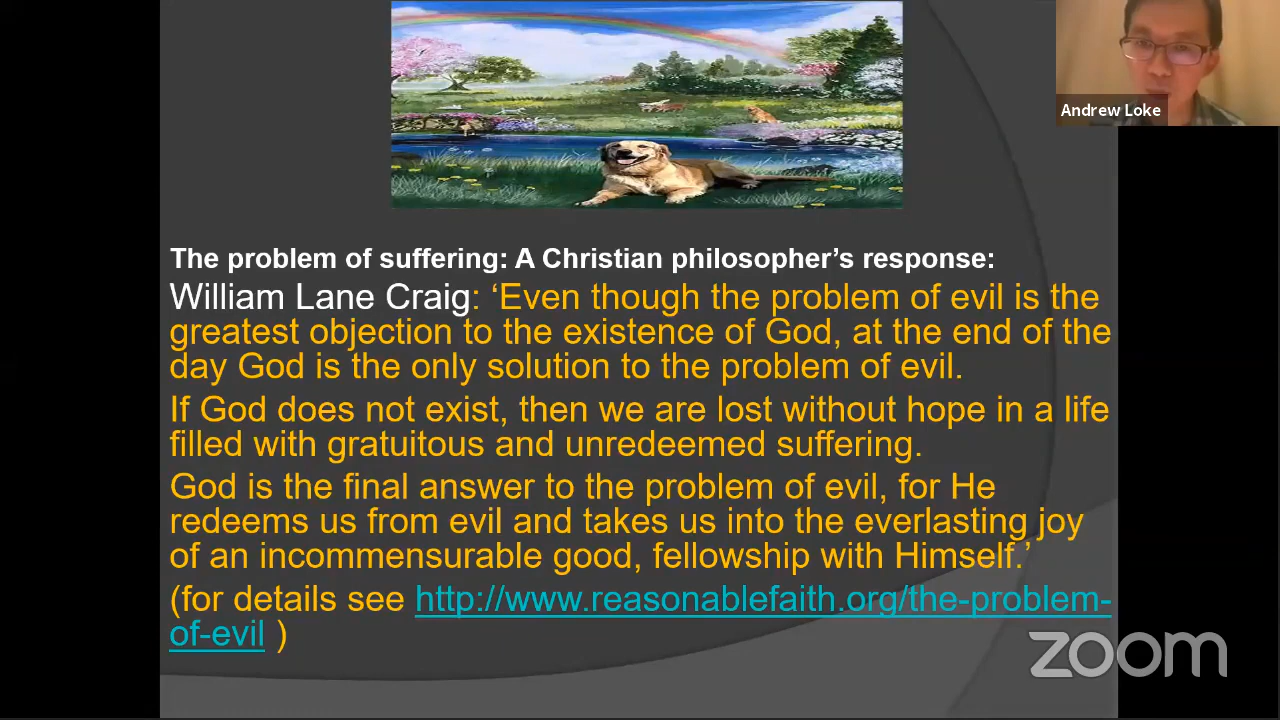 Andrew Loke
The problem of suffering: A Christian philosopher’s response:
William Lane Craig: ‘Even though the problem of evil is the
greatest objection to the existence of God, at the end of the
day God is the only solution to the problem of evil.
If God does not exist, then we are lost without hope in a life
filled with gratuitous and unredeemed suffering.
God is the final answer to the problem of evil, for He
redeems us from evil and takes us into the everlasting joy
of an incommensurable good, fellowship with Himself.’
(for details see http://www.reasonablefaith.org/the-problem-
of-evil )
zoom